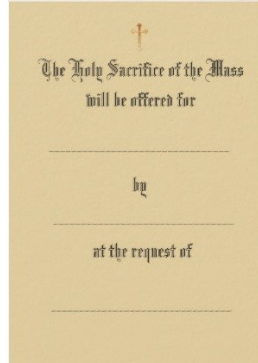 The Holy Sacrifice of the Mass
will be offered for
by
at the request of